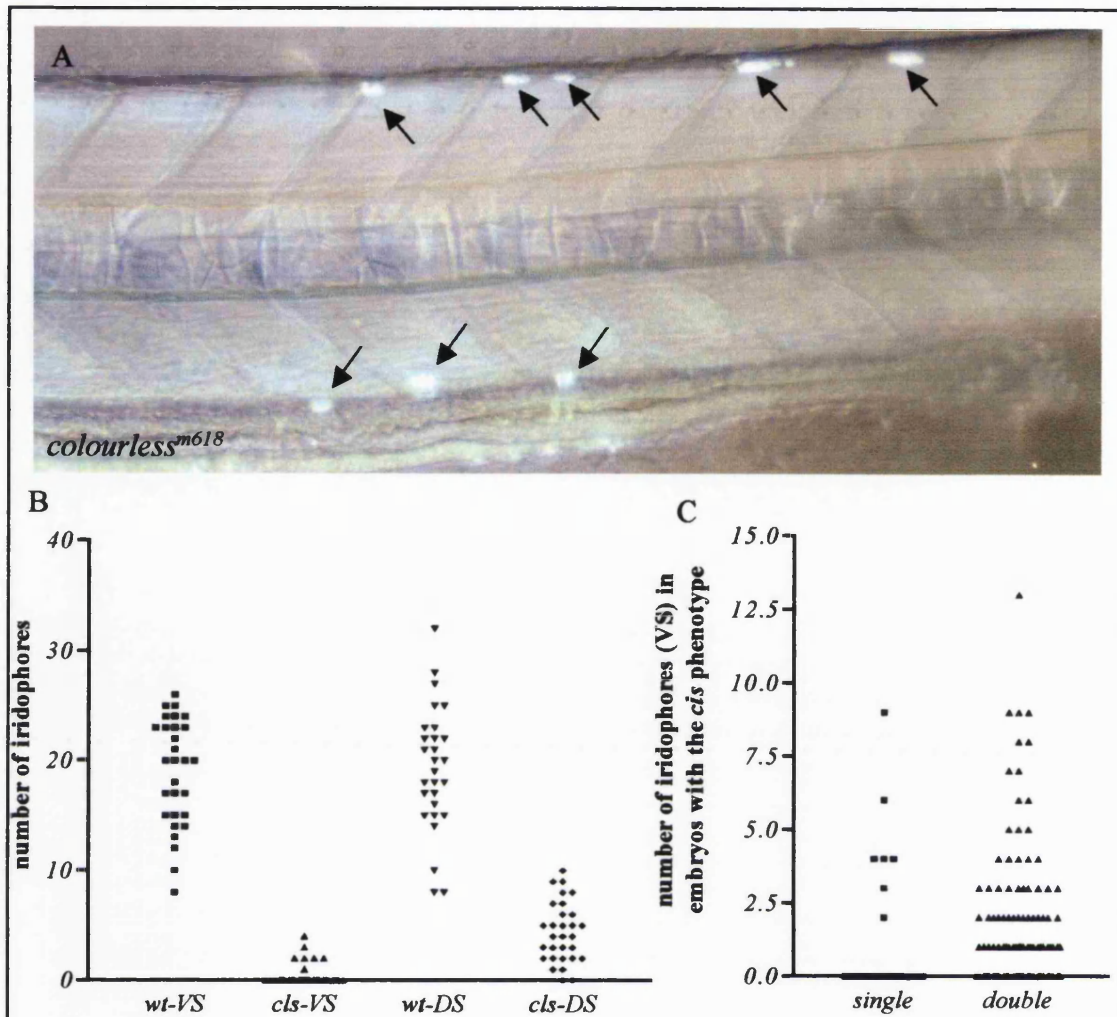 A
colourless^m618
B
40
30
20
10
0
number of iridophores
wt-VS cls-VS wt-DS cls-DS
C
15.0
12.5
10.0
7.5
5.0
2.5
0.0
number of iridophores (VS) in
embryos with the cls phenotype
single double